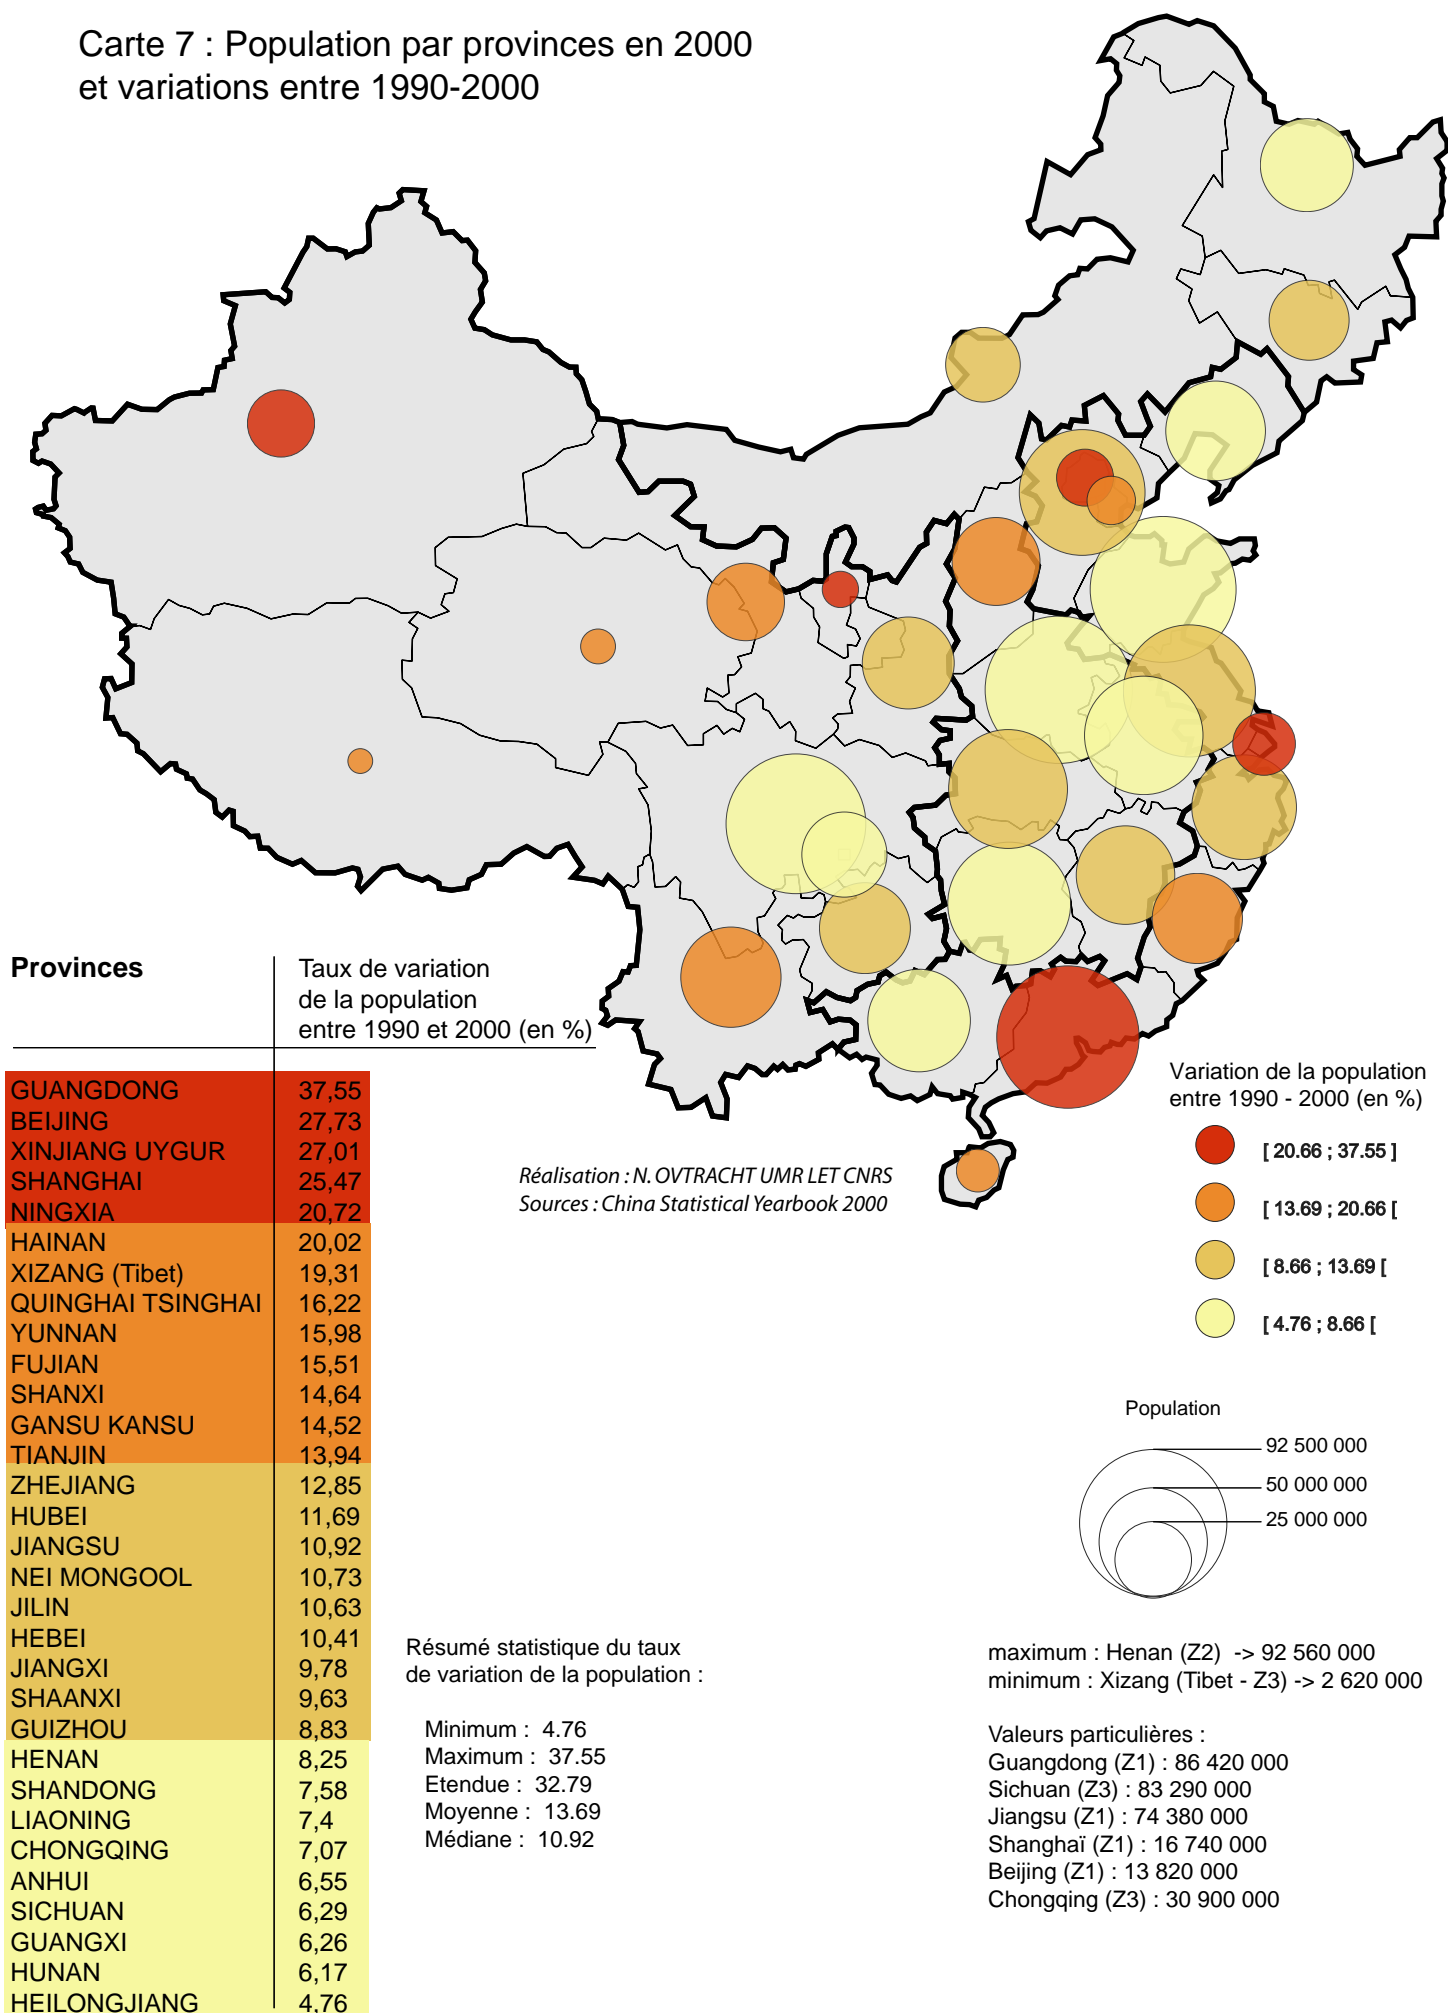 Carte 7 : Population par provinces en 2000
et variations entre 1990-2000
Provinces
Taux de variation
de la population
entre 1990 et 2000 (en %)
GUANGDONG 37,55
BEIJING 27,73
XINJIANG UYGUR 27,01
SHANGHAI 25,47
NINGXIA 20,72
HAINAN 20,02
XIZANG (Tibet) 19,31
QUINGHAI TSINGHAI 16,22
YUNNAN 15,98
FUJIAN 15,51
SHANXI 14,64
GANSU KANSU 14,52
TIANJIN 13,94
ZHEJIANG 12,85
HUBEI 11,69
JIANGSU 10,92
NEI MONGOOL 10,73
JILIN 10,63
HEBEI 10,41
JIANGXI 9,78
SHAANXI 9,63
GUIZHOU 8,83
HENAN 8,25
SHANDONG 7,58
LIAONING 7,4
CHONGQING 7,07
ANHUI 6,55
SICHUAN 6,29
GUANGXI 6,26
HUNAN 6,17
HEILONGJIANG 4,76
Réalisation : N. OVTRACHT UMR LET CNRS
Sources : China Statistical Yearbook 2000
Variation de la population
entre 1990 - 2000 (en %)
[ 20.66 ; 37.55 ]
[ 13.69 ; 20.66 [
[ 8.66 ; 13.69 [
[ 4.76 ; 8.66 [
Population
92 500 000
50 000 000
25 000 000
Résumé statistique du taux
de variation de la population :
Minimum : 4.76
Maximum : 37.55
Etendue : 32.79
Moyenne : 13.69
Médiane : 10.92
maximum : Henan (Z2) -> 92 560 000
minimum : Xizang (Tibet - Z3) -> 2 620 000
Valeurs particulières :
Guangdong (Z1) : 86 420 000
Sichuan (Z3) : 83 290 000
Jiangsu (Z1) : 74 380 000
Shanghaï (Z1) : 16 740 000
Beijing (Z1) : 13 820 000
Chongqing (Z3) : 30 900 000